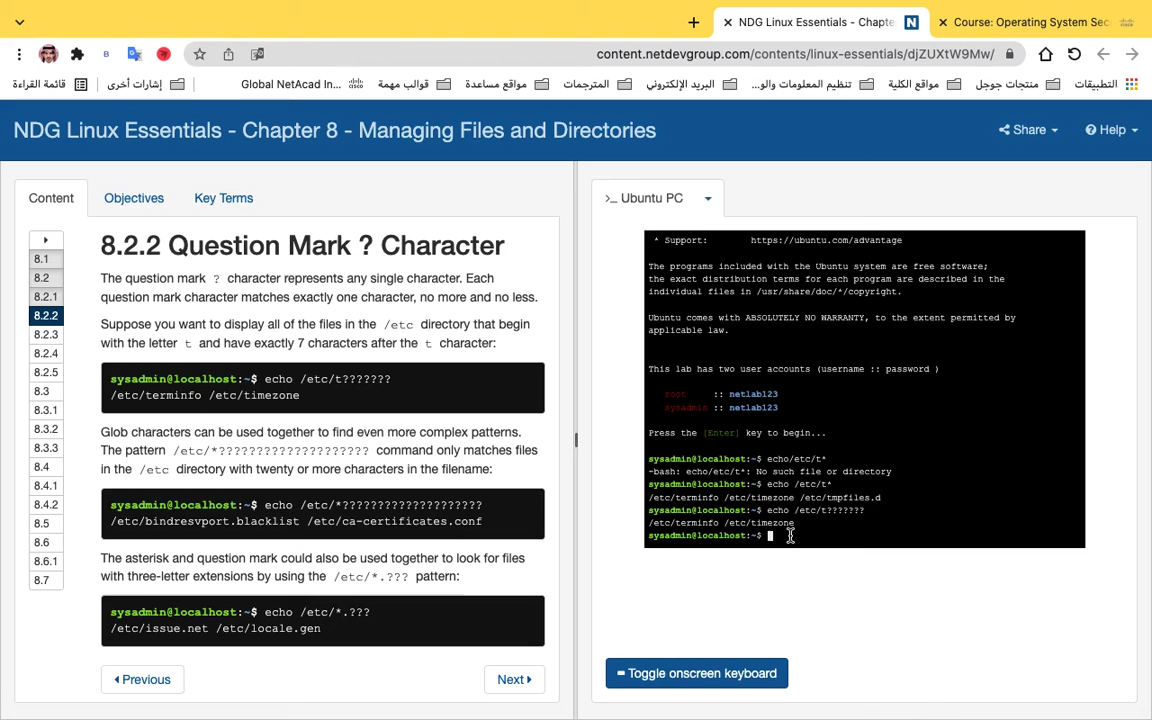 NDG Linux Essentials - Chapte
Course: Operating System Sec
content.netdevgroup.com/contents/linux-essentials/djZUXtW9Mw/
التطبيقات
منتجات جوجل
مواقع الكلية
تنظيم المعلومات والو...
البريد الإلكتروني
المترجمات
مواقع مساعدة
قوالب مهمة
Global NetAcad In...
إشارات أخرى
قائمة القراءة
NDG Linux Essentials - Chapter 8 - Managing Files and Directories
Share
Help
Content
Objectives
Key Terms
8.1
8.2
8.2.1
8.2.2
8.2.3
8.2.4
8.2.5
8.3
8.3.1
8.3.2
8.3.3
8.4
8.4.1
8.4.2
8.5
8.6
8.6.1
8.7
8.2.2 Question Mark ? Character
The question mark ? character represents any single character. Each
question mark character matches exactly one character, no more and no less.
Suppose you want to display all of the files in the /etc directory that begin
with the letter t and have exactly 7 characters after the t character:
sysadmin@localhost:~$ echo /etc/t???????
/etc/terminfo /etc/timezone
Glob characters can be used together to find even more complex patterns.
The pattern /etc/*???????????????????? command only matches files
in the /etc directory with twenty or more characters in the filename:
sysadmin@localhost:~$ echo /etc/*????????????????????
/etc/bindresvport.blacklist /etc/ca-certificates.conf
The asterisk and question mark could also be used together to look for files
with three-letter extensions by using the /etc/*.??? pattern:
sysadmin@localhost:~$ echo /etc/*.???
/etc/issue.net /etc/locale.gen
Previous
Next
>_ Ubuntu PC
* Support: https://ubuntu.com/advantage
The programs included with the Ubuntu system are free software;
the exact distribution terms for each program are described in the
individual files in /usr/share/doc/*/copyright.
Ubuntu comes with ABSOLUTELY NO WARRANTY, to the extent permitted by
applicable law.
This lab has two user accounts (username :: password )
root :: netlab123
sysadmin :: netlab123
Press the [Enter] key to begin...
sysadmin@localhost:~$ echo/etc/t*
-bash: echo/etc/t*: No such file or directory
sysadmin@localhost:~$ echo /etc/t*
/etc/terminfo /etc/timezone /etc/tmpfiles.d
sysadmin@localhost:~$ echo /etc/t???????
/etc/terminfo /etc/timezone
sysadmin@localhost:~$
Toggle onscreen keyboard